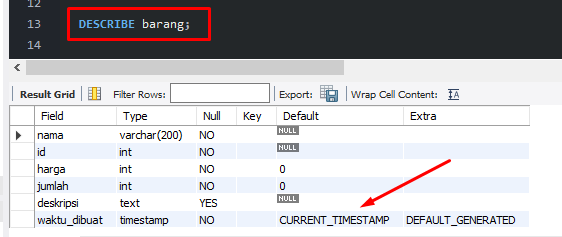 12
13 DESCRIBE barang;
14
Result Grid Filter Rows: Export: Wrap Cell Content: IA
Field Type Null Key Default Extra
nama varchar(200) NO NULL
id int NO NULL
harga int NO 0
jumlah int NO 0
deskripsi text YES NULL
waktu_dibuat timestamp NO CURRENT_TIMESTAMP DEFAULT_GENERATED